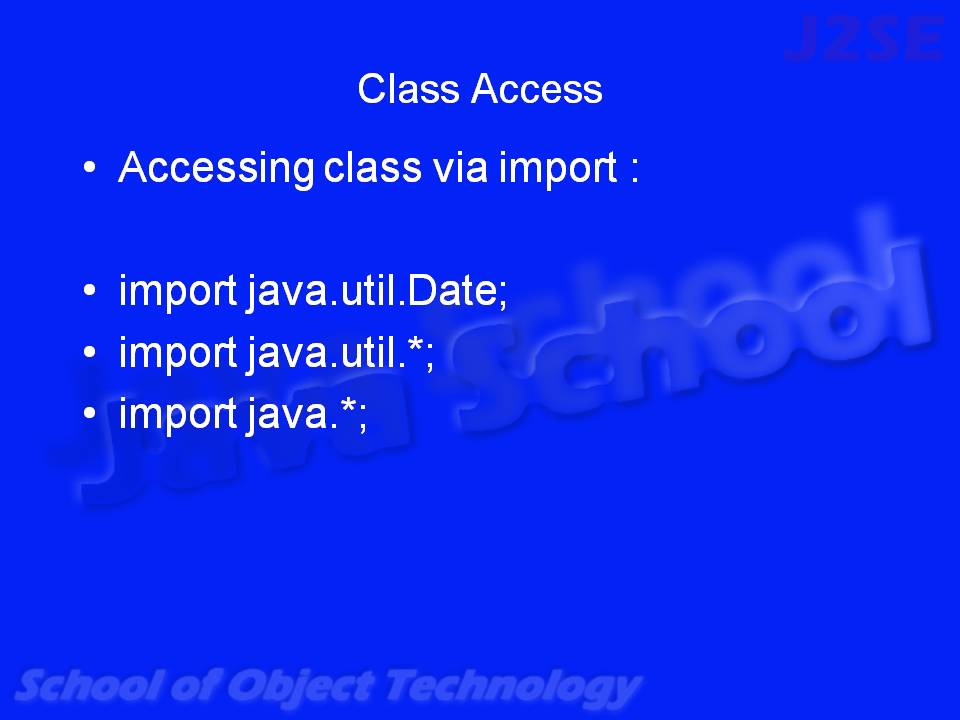 J2SE
Class Access
• Accessing class via import :
• import java.util.Date;
• import java.util.*;
• import java.*;
Java School
School of Object Technology